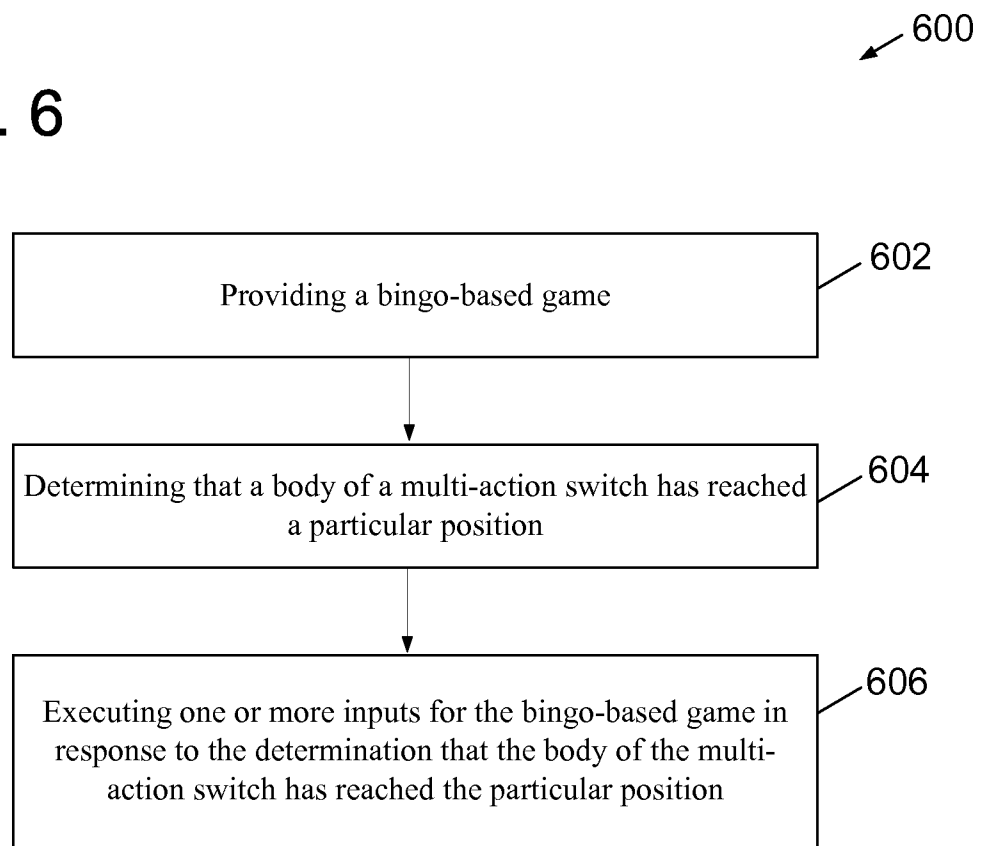 600
. 6
602
Providing a bingo-based game
604
Determining that a body of a multi-action switch has reached
a particular position
606
Executing one or more inputs for the bingo-based game in
response to the determination that the body of the multi-
action switch has reached the particular position